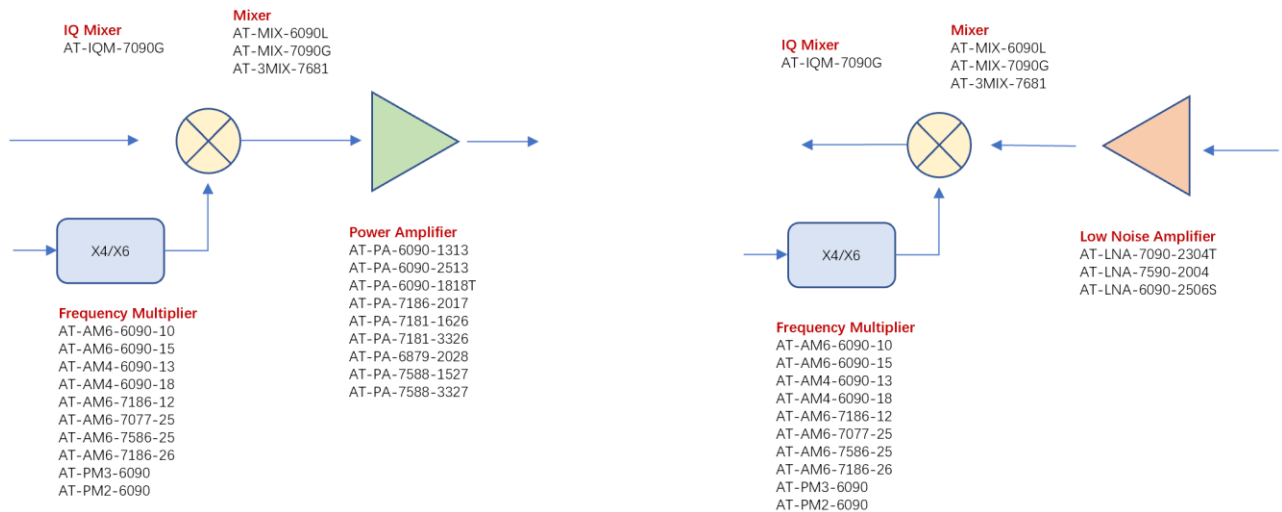 IQ Mixer
AT-IQM-7090G
Mixer
AT-MIX-6090L
AT-MIX-7090G
AT-3MIX-7681
X4/X6
Power Amplifier
AT-PA-6090-1313
AT-PA-6090-2513
AT-PA-6090-1818T
AT-PA-7186-2017
AT-PA-7181-1626
AT-PA-7181-3326
AT-PA-6879-2028
AT-PA-7588-1527
AT-PA-7588-3327
Frequency Multiplier
AT-AM6-6090-10
AT-AM6-6090-15
AT-AM4-6090-13
AT-AM4-6090-18
AT-AM6-7186-12
AT-AM6-7077-25
AT-AM6-7586-25
AT-AM6-7186-26
AT-PM3-6090
AT-PM2-6090
IQ Mixer
AT-IQM-7090G
Mixer
AT-MIX-6090L
AT-MIX-7090G
AT-3MIX-7681
X4/X6
Low Noise Amplifier
AT-LNA-7090-2304T
AT-LNA-7590-2004
AT-LNA-6090-2506S
Frequency Multiplier
AT-AM6-6090-10
AT-AM6-6090-15
AT-AM4-6090-13
AT-AM4-6090-18
AT-AM6-7186-12
AT-AM6-7077-25
AT-AM6-7586-25
AT-AM6-7186-26
AT-PM3-6090
AT-PM2-6090